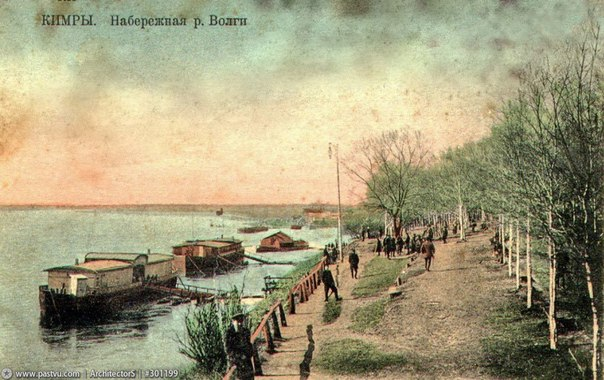 КИМРЫ. Набережная р. Волги
www.pastvu.com | ArchitectorS | #301199